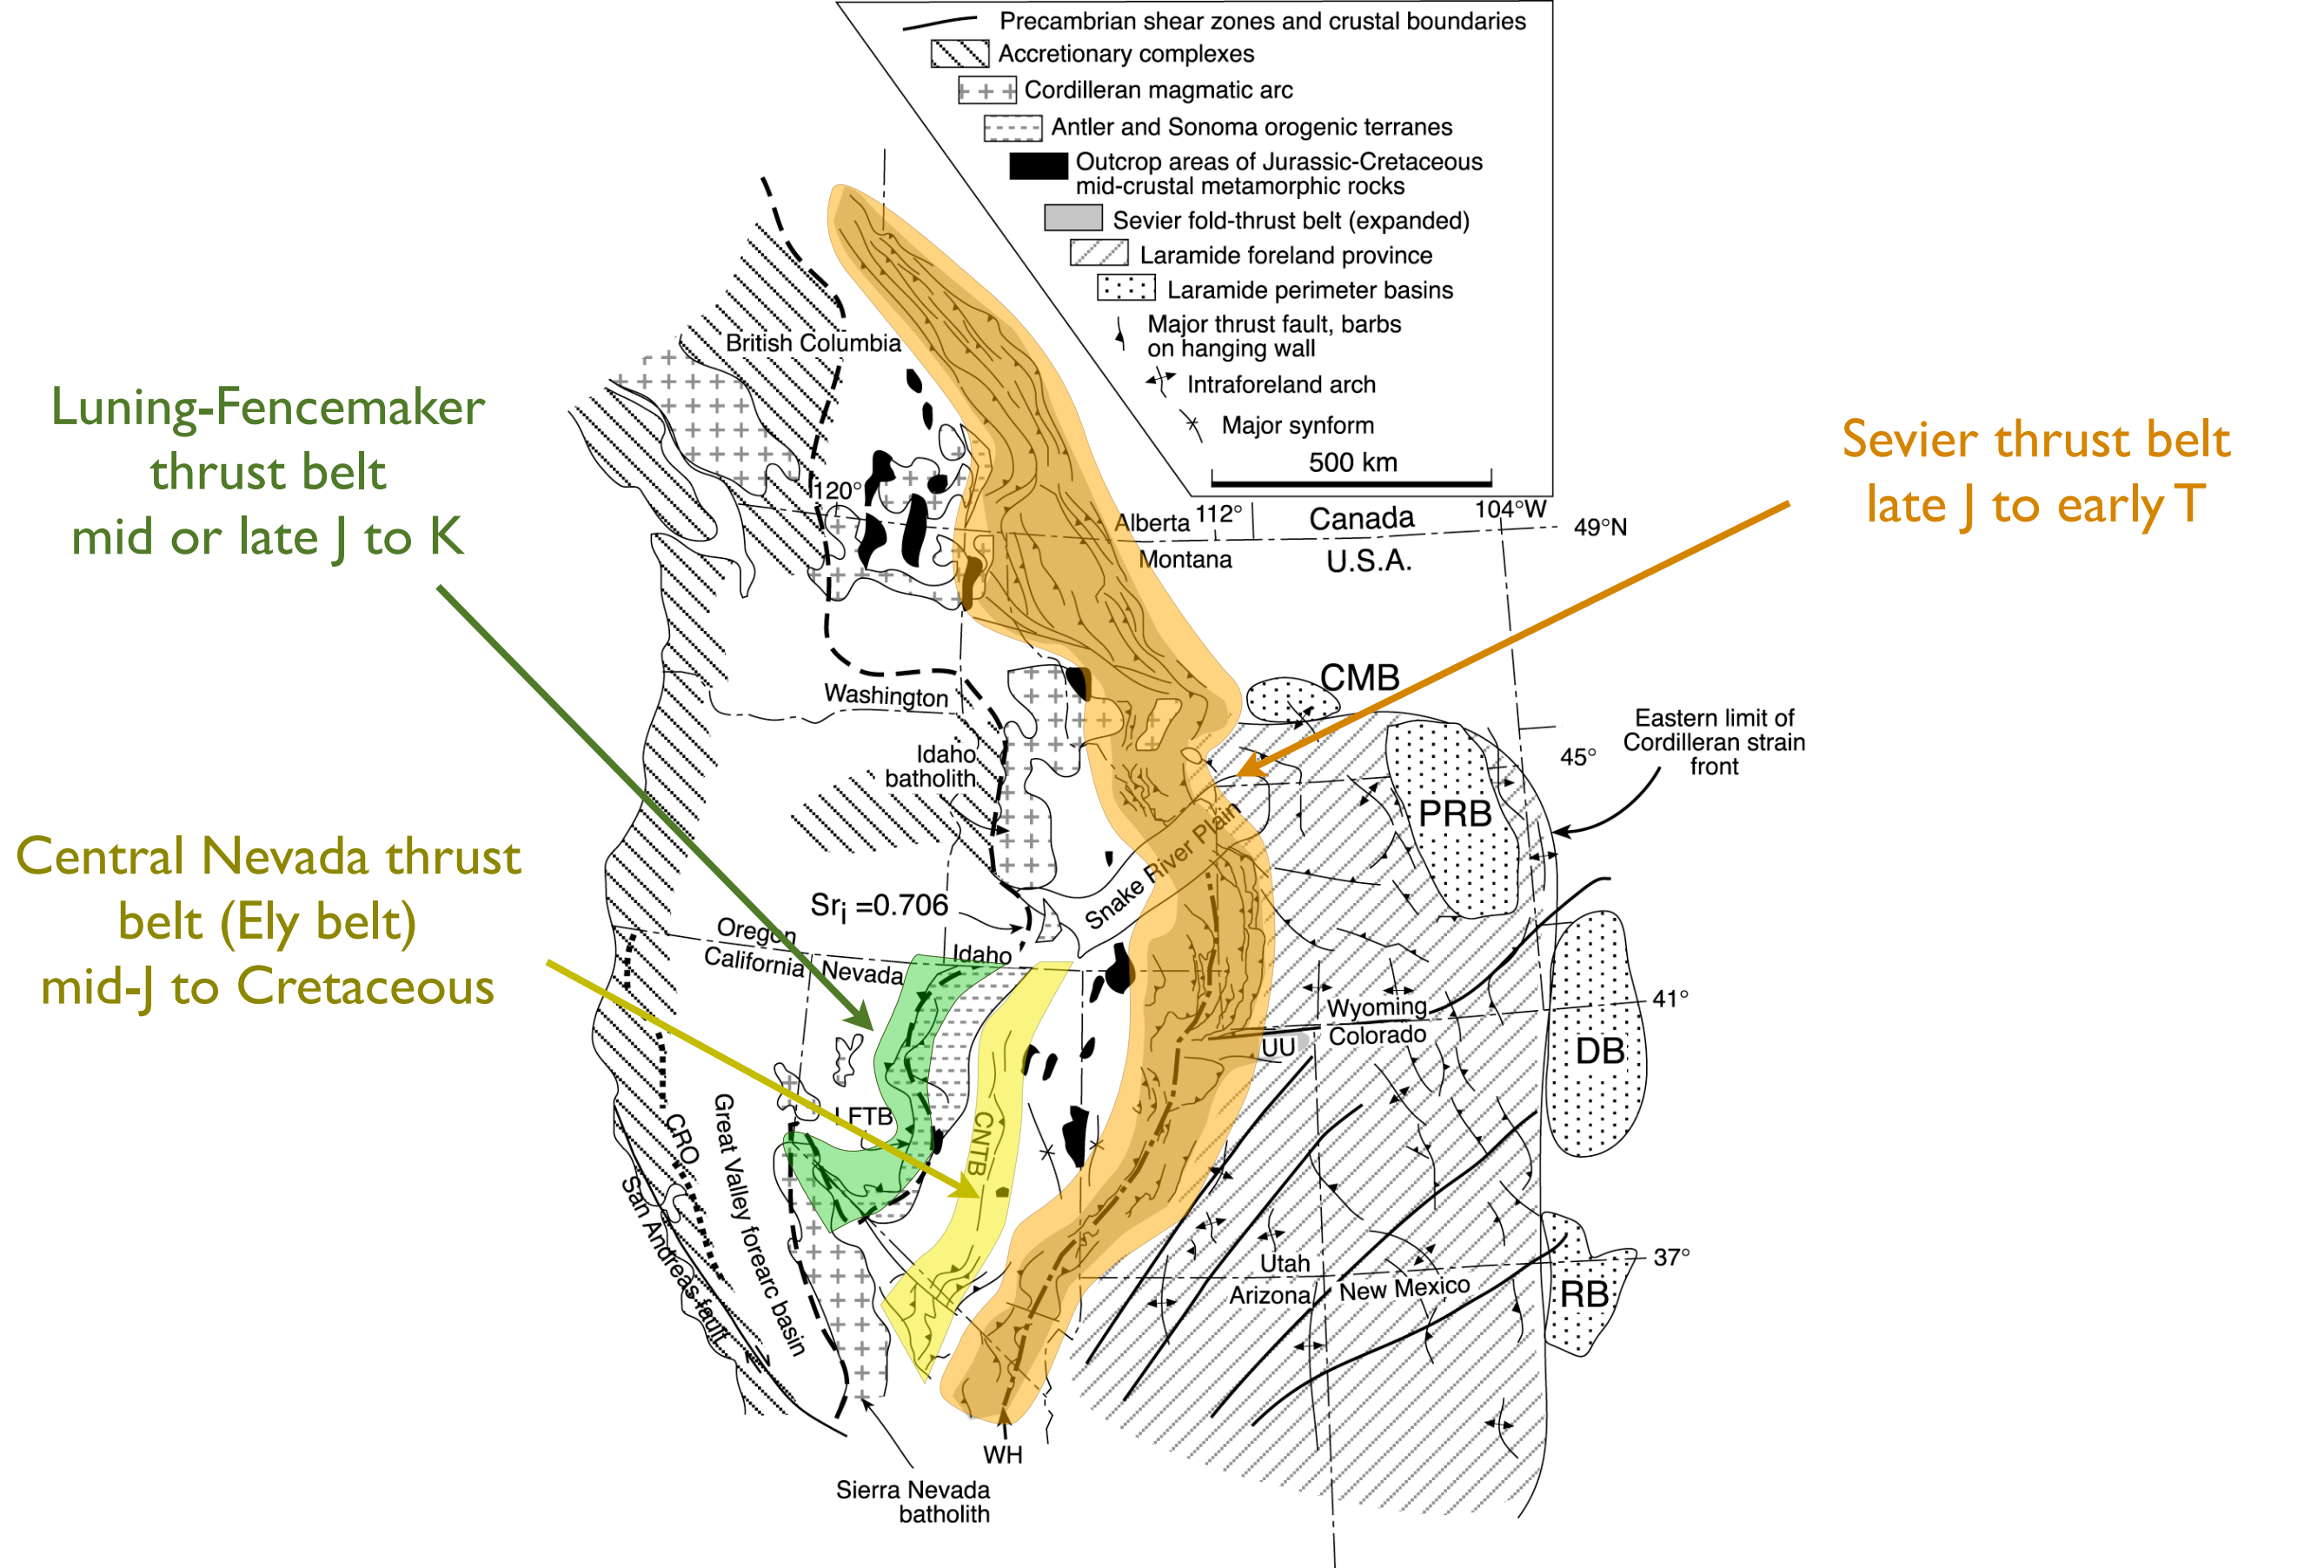 Precambrian shear zones and crustal boundaries
Accretionary complexes
Cordilleran magmatic arc
Antler and Sonoma orogenic terranes
Outcrop areas of Jurassic-Cretaceous
mid-crustal metamorphic rocks
Sevier fold-thrust belt (expanded)
Laramide foreland province
Laramide perimeter basins
Major thrust fault, barbs
on hanging wall
Intraforeland arch
Major synform
500 km
British Columbia
Luning-Fencemaker
thrust belt
mid or late J to K
Sevier thrust belt
late J to early T
120°
Alberta
112°
Canada
104°W
49°N
Montana
U.S.A.
CMB
Washington
Eastern limit of
Cordilleran strain
front
45°
Idaho
batholith
PRB
Central Nevada thrust
belt (Ely belt)
mid-J to Cretaceous
Snake River Plain
Sri =0.706
Oregon
California
Nevada
Idaho
Wyoming
Colorado
41°
UU
DB
LFTB
CNTB
CRO
Great Valley forearc basin
San Andreas fault
Utah
Arizona
New Mexico
37°
RB
WH
Sierra Nevada
batholith